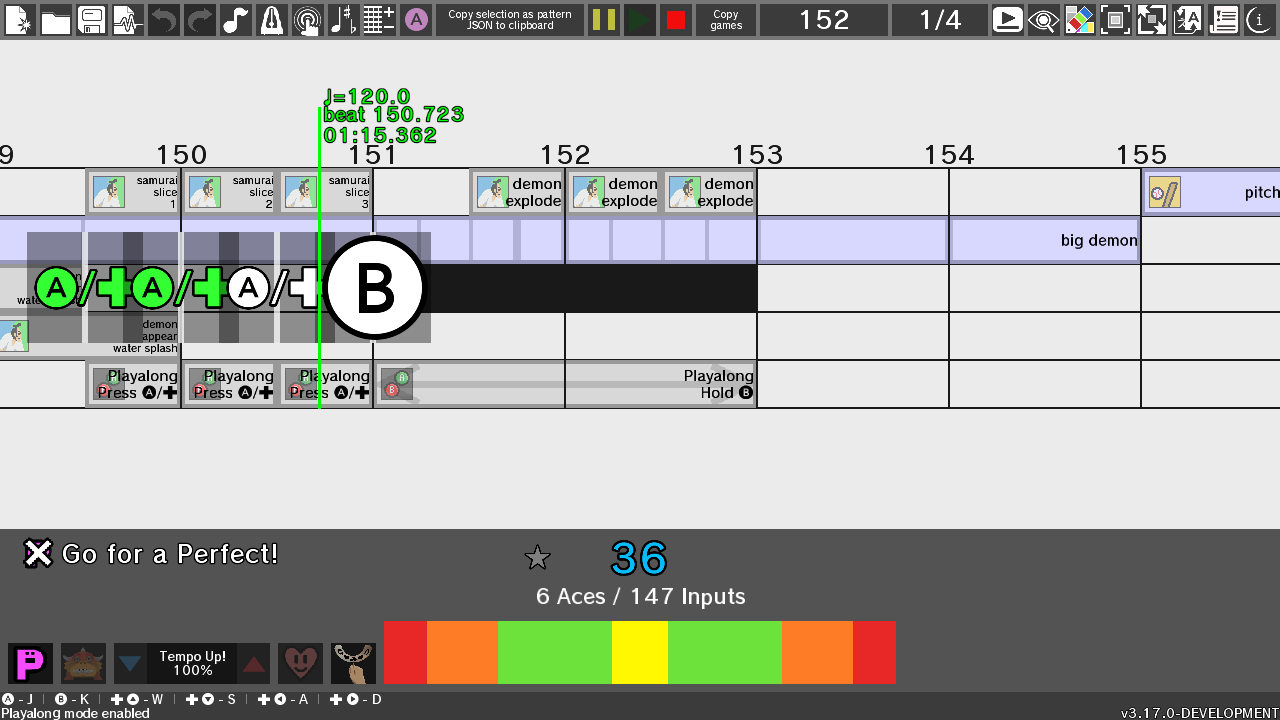 Copy selection as pattern
JSON to clipboard
Copy
games
152
1/4
A
♩=120.0
beat 150.723
01:15.362
9
150
151
152
153
154
155
samurai
slice
1
samurai
slice
2
samurai
slice
3
demon
explode
demon
explode
demon
explode
pitch
big demon
A/✚A/✚A/✚B
demon
appear
water splash
Playalong
Press A/✚
Playalong
Press A/✚
Playalong
Press A/✚
Playalong
Hold B
Go for a Perfect!
36
6 Aces / 147 Inputs
P
Tempo Up!
100%
A - J | B - K | ✚▲ - W | ✚▼ - S | ✚◀ - A | ✚▶ - D
Playalong mode enabled
v3.17.0-DEVELOPMENT